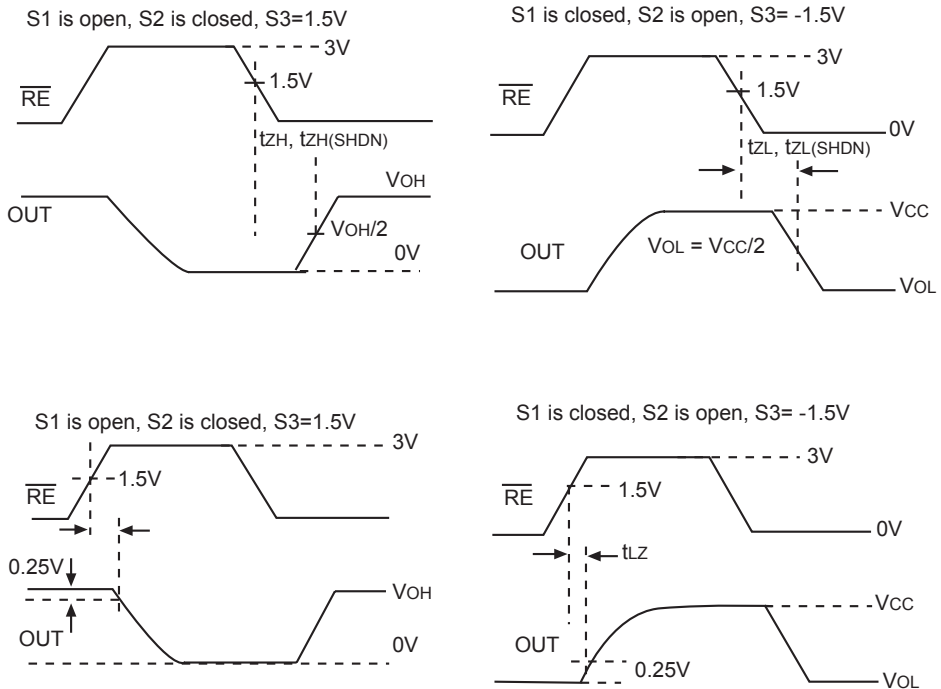 S1 is open, S2 is closed, S3=1.5V
3V
1.5V
RE
tZH, tZH(SHDN)
VOH
OUT
VOH/2
0V
S1 is closed, S2 is open, S3= -1.5V
3V
1.5V
RE
0V
tZL, tZL(SHDN)
VCC
OUT
VOL = VCC/2
VOL
S1 is open, S2 is closed, S3=1.5V
3V
1.5V
RE
0.25V
VOH
OUT
0V
S1 is closed, S2 is open, S3= -1.5V
3V
RE
1.5V
0V
tLZ
VCC
OUT
0.25V
VOL